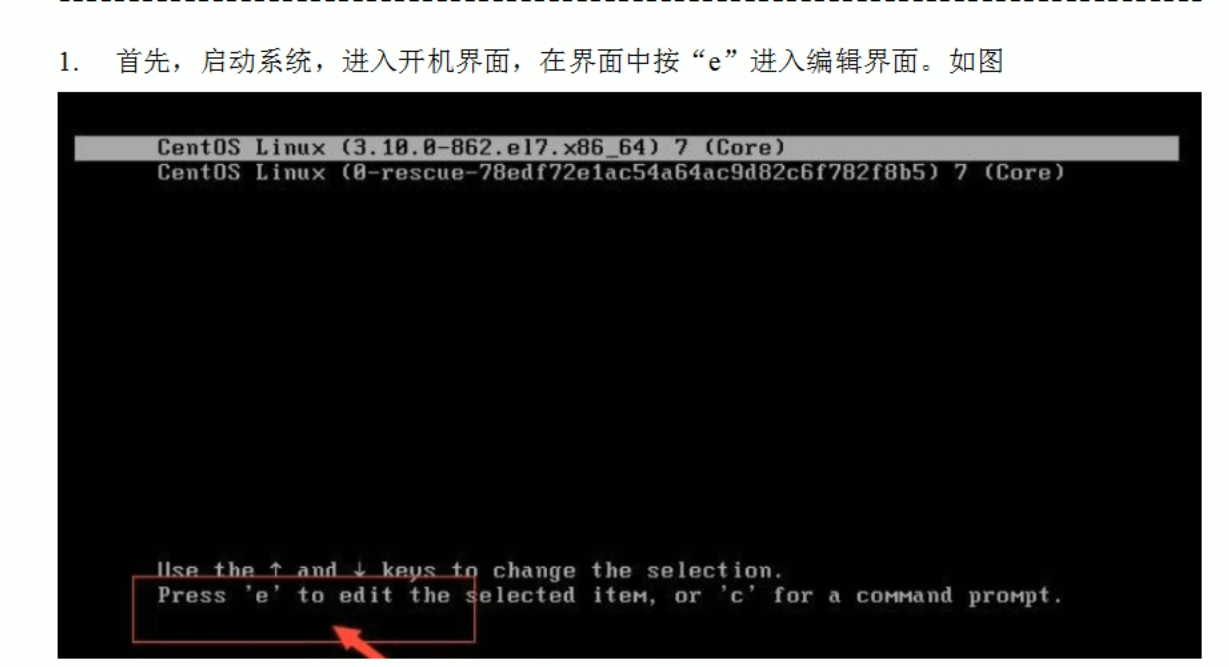 1. 首先，启动系统，进入开机界面，在界面中按“e”进入编辑界面。如图
CentOS Linux (3.10.0-862.el7.x86_64) 7 (Core)
CentOS Linux (0-rescue-78edf72e1ac54a64ac9d82c6f782f8b5) 7 (Core)
Use the ↑ and ↓ keys to change the selection.
Press 'e' to edit the selected item, or 'c' for a command prompt.